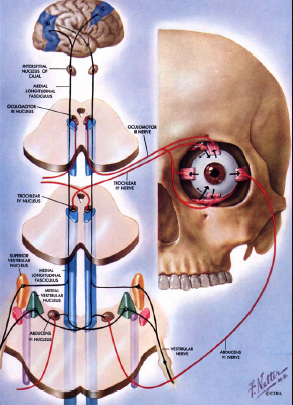 INTERSTITIAL
NUCLEUS OF
CAJAL
MEDIAL
LONGITUDINAL
FASCICULUS
OCULOMOTOR
III NUCLEUS
OCULOMOTOR
III NERVE
TROCHLEAR
IV NUCLEUS
TROCHLEAR
IV NERVE
SUPERIOR
VESTIBULAR
NUCLEUS
MEDIAL
LONGITUDINAL
FASCICULUS
MEDIAL
VESTIBULAR
NUCLEUS
ABDUCENS
VI NUCLEUS
VESTIBULAR
NERVE
ABDUCENS
VI NERVE
F. Netter
M.D.
©CIBA